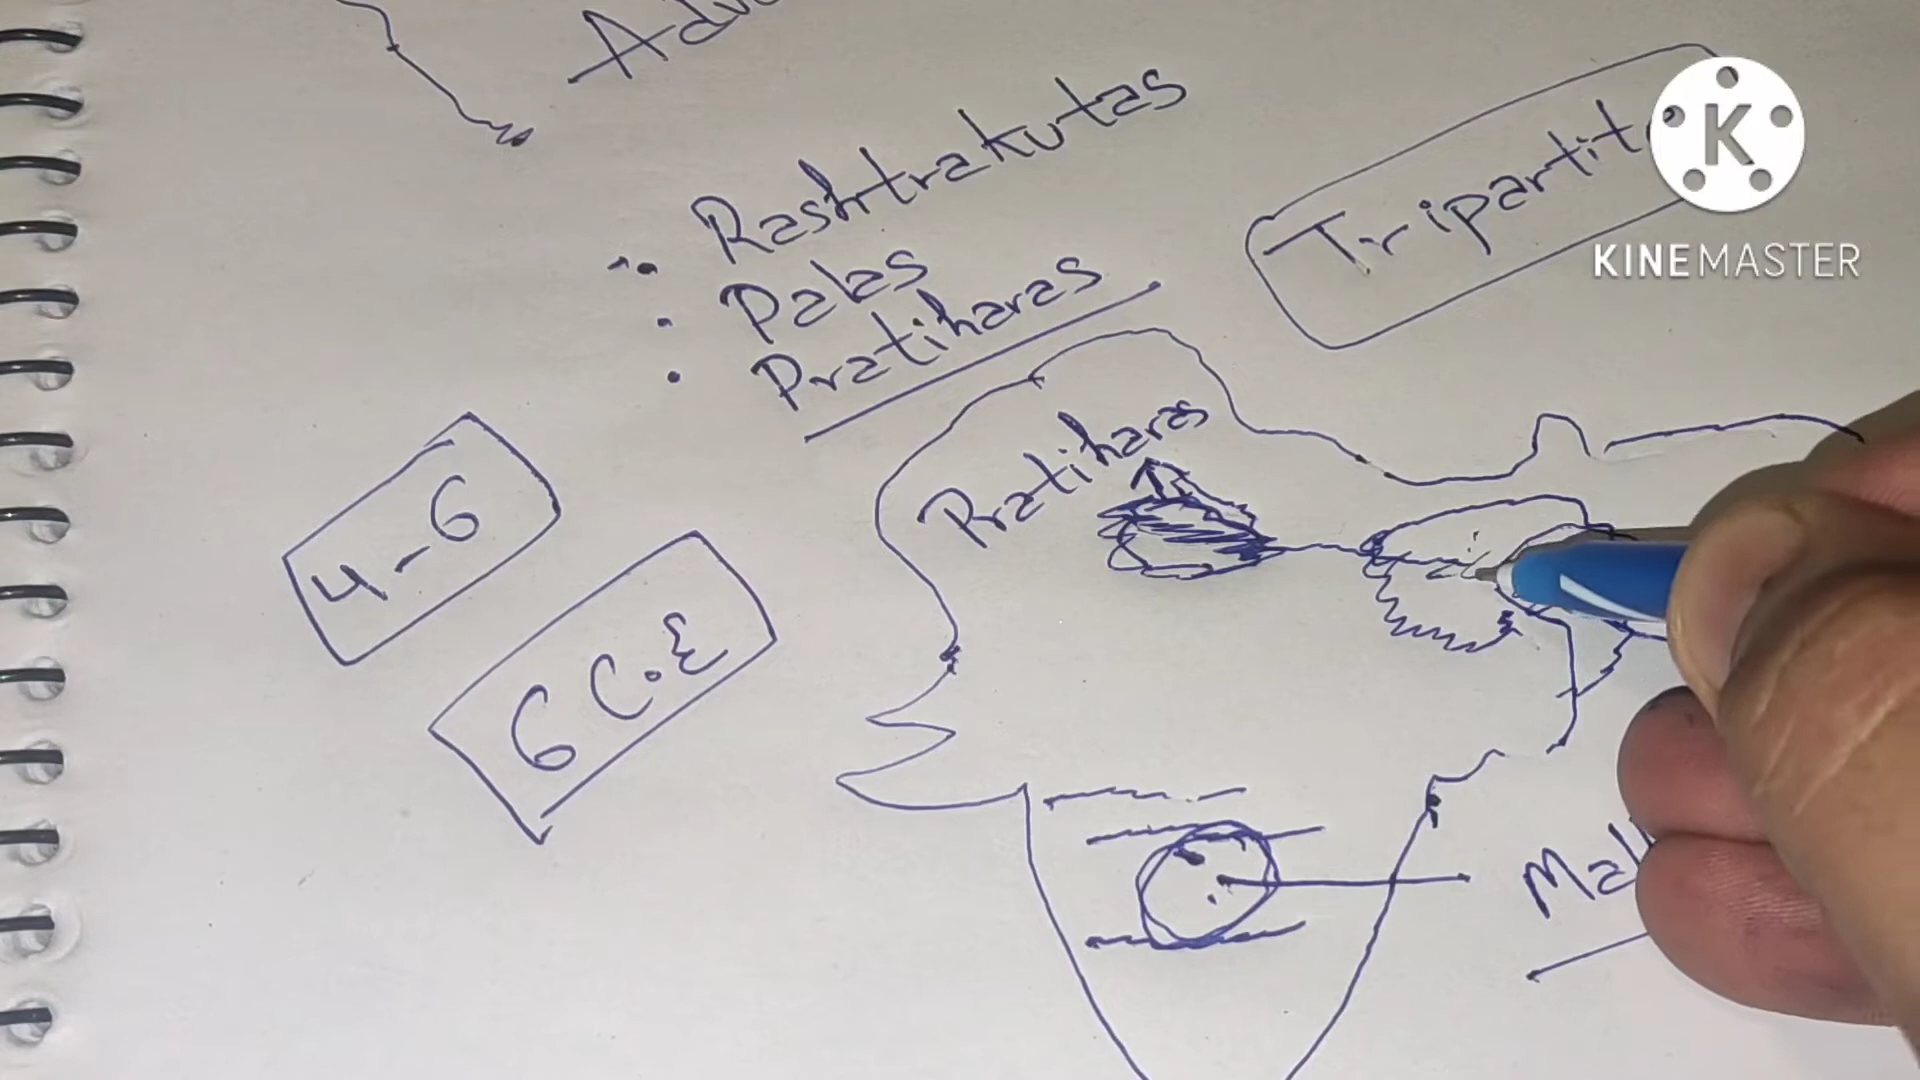 Rashtrakutas
Palas
Pratiharas
Tripartite
K
KINEMASTER
Pratiharas
4-6
6 C.E